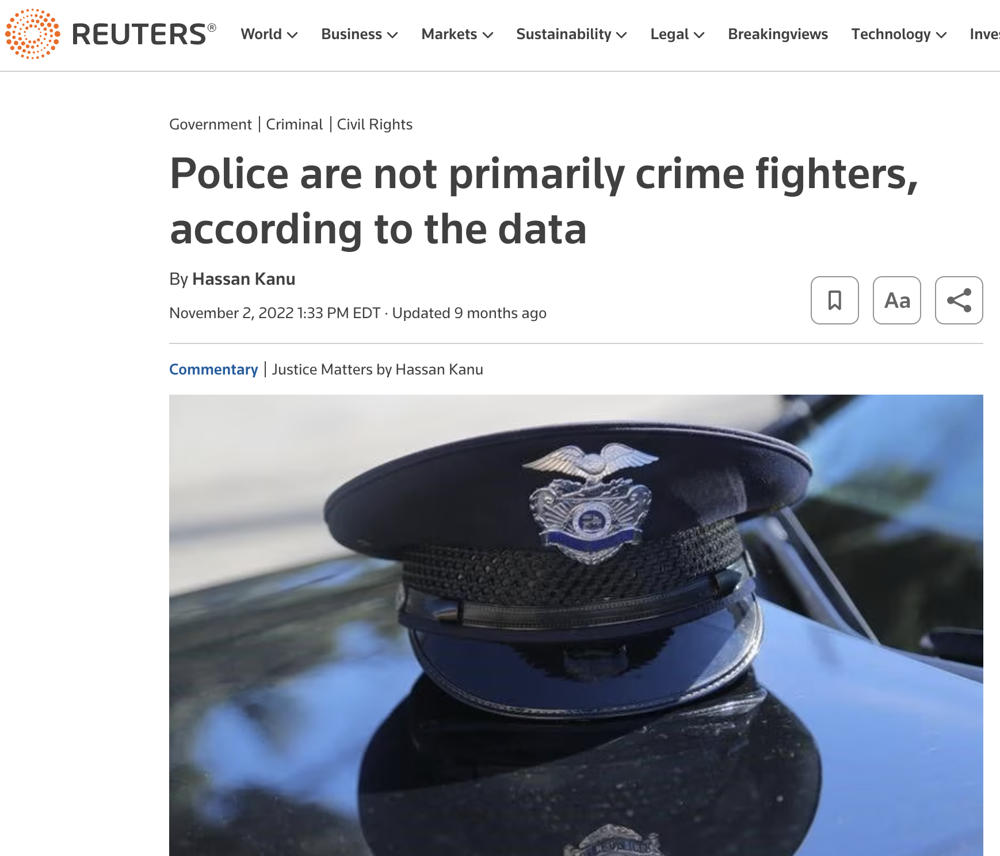 REUTERS®
World
Business
Markets
Sustainability
Legal
Breakingviews
Technology
Government | Criminal | Civil Rights
Police are not primarily crime fighters,
according to the data
By Hassan Kanu
November 2, 2022 1:33 PM EDT · Updated 9 months ago
Aa
Commentary | Justice Matters by Hassan Kanu